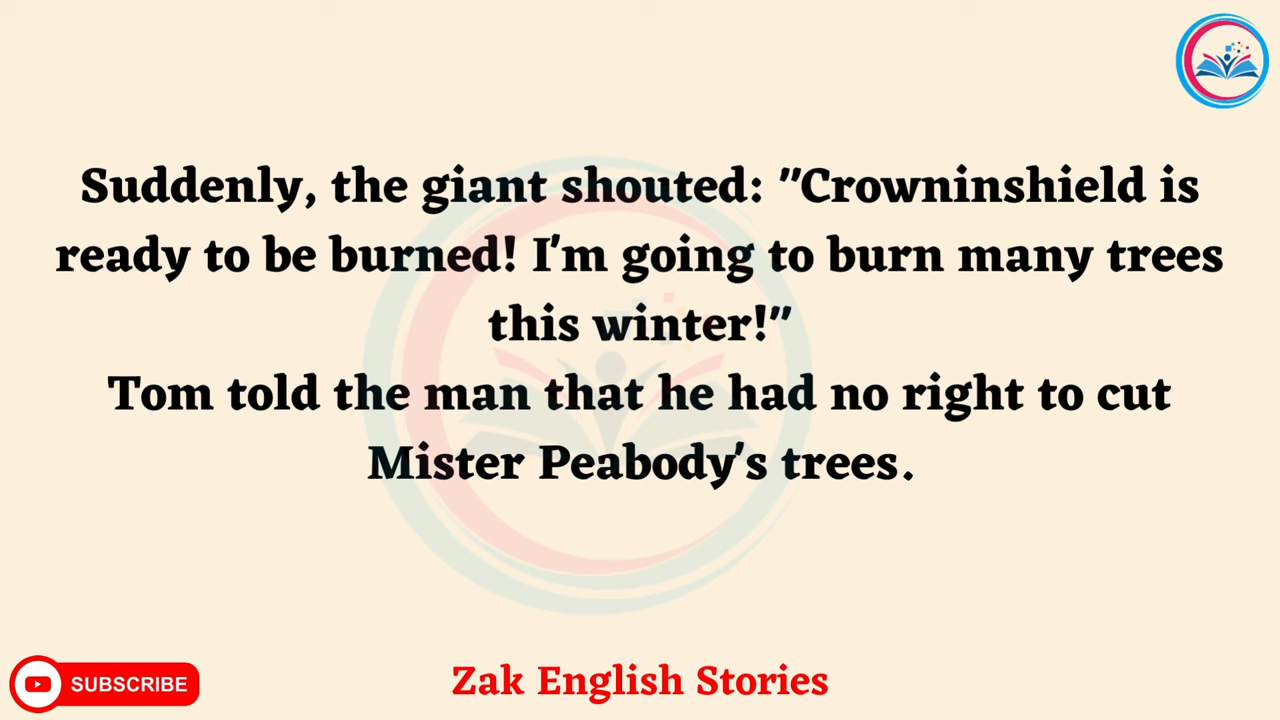 Suddenly, the giant shouted: "Crowninshield is
ready to be burned! I'm going to burn many trees
this winter!"
Tom told the man that he had no right to cut
Mister Peabody's trees.
SUBSCRIBE
Zak English Stories